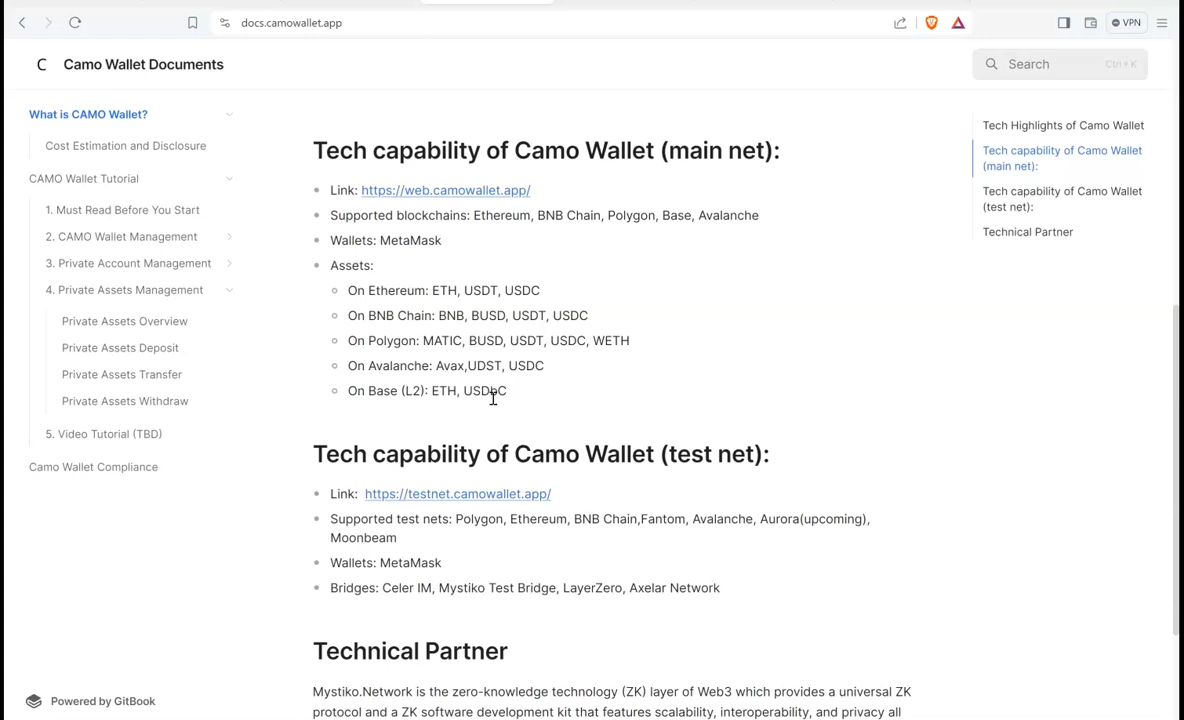 docs.camowallet.app
VPN
C Camo Wallet Documents
Search Ctrl+K
What is CAMO Wallet?
Cost Estimation and Disclosure
CAMO Wallet Tutorial
1. Must Read Before You Start
2. CAMO Wallet Management
3. Private Account Management
4. Private Assets Management
Private Assets Overview
Private Assets Deposit
Private Assets Transfer
Private Assets Withdraw
5. Video Tutorial (TBD)
Camo Wallet Compliance
Powered by GitBook
Tech capability of Camo Wallet (main net):
Link: https://web.camowallet.app/
Supported blockchains: Ethereum, BNB Chain, Polygon, Base, Avalanche
Wallets: MetaMask
Assets:
On Ethereum: ETH, USDT, USDC
On BNB Chain: BNB, BUSD, USDT, USDC
On Polygon: MATIC, BUSD, USDT, USDC, WETH
On Avalanche: Avax,UDST, USDC
On Base (L2): ETH, USDbC
Tech capability of Camo Wallet (test net):
Link: https://testnet.camowallet.app/
Supported test nets: Polygon, Ethereum, BNB Chain,Fantom, Avalanche, Aurora(upcoming),
Moonbeam
Wallets: MetaMask
Bridges: Celer IM, Mystiko Test Bridge, LayerZero, Axelar Network
Technical Partner
Mystiko.Network is the zero-knowledge technology (ZK) layer of Web3 which provides a universal ZK
protocol and a ZK software development kit that features scalability, interoperability, and privacy all
Tech Highlights of Camo Wallet
Tech capability of Camo Wallet
(main net):
Tech capability of Camo Wallet
(test net):
Technical Partner